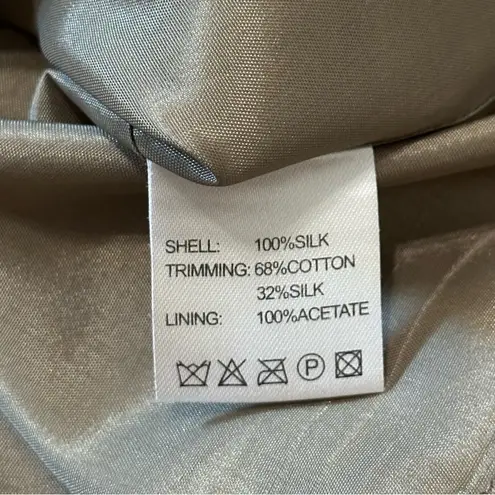 SHELL: 100%SILK
TRIMMING: 68%COTTON
32%SILK
LINING: 100%ACETATE
P